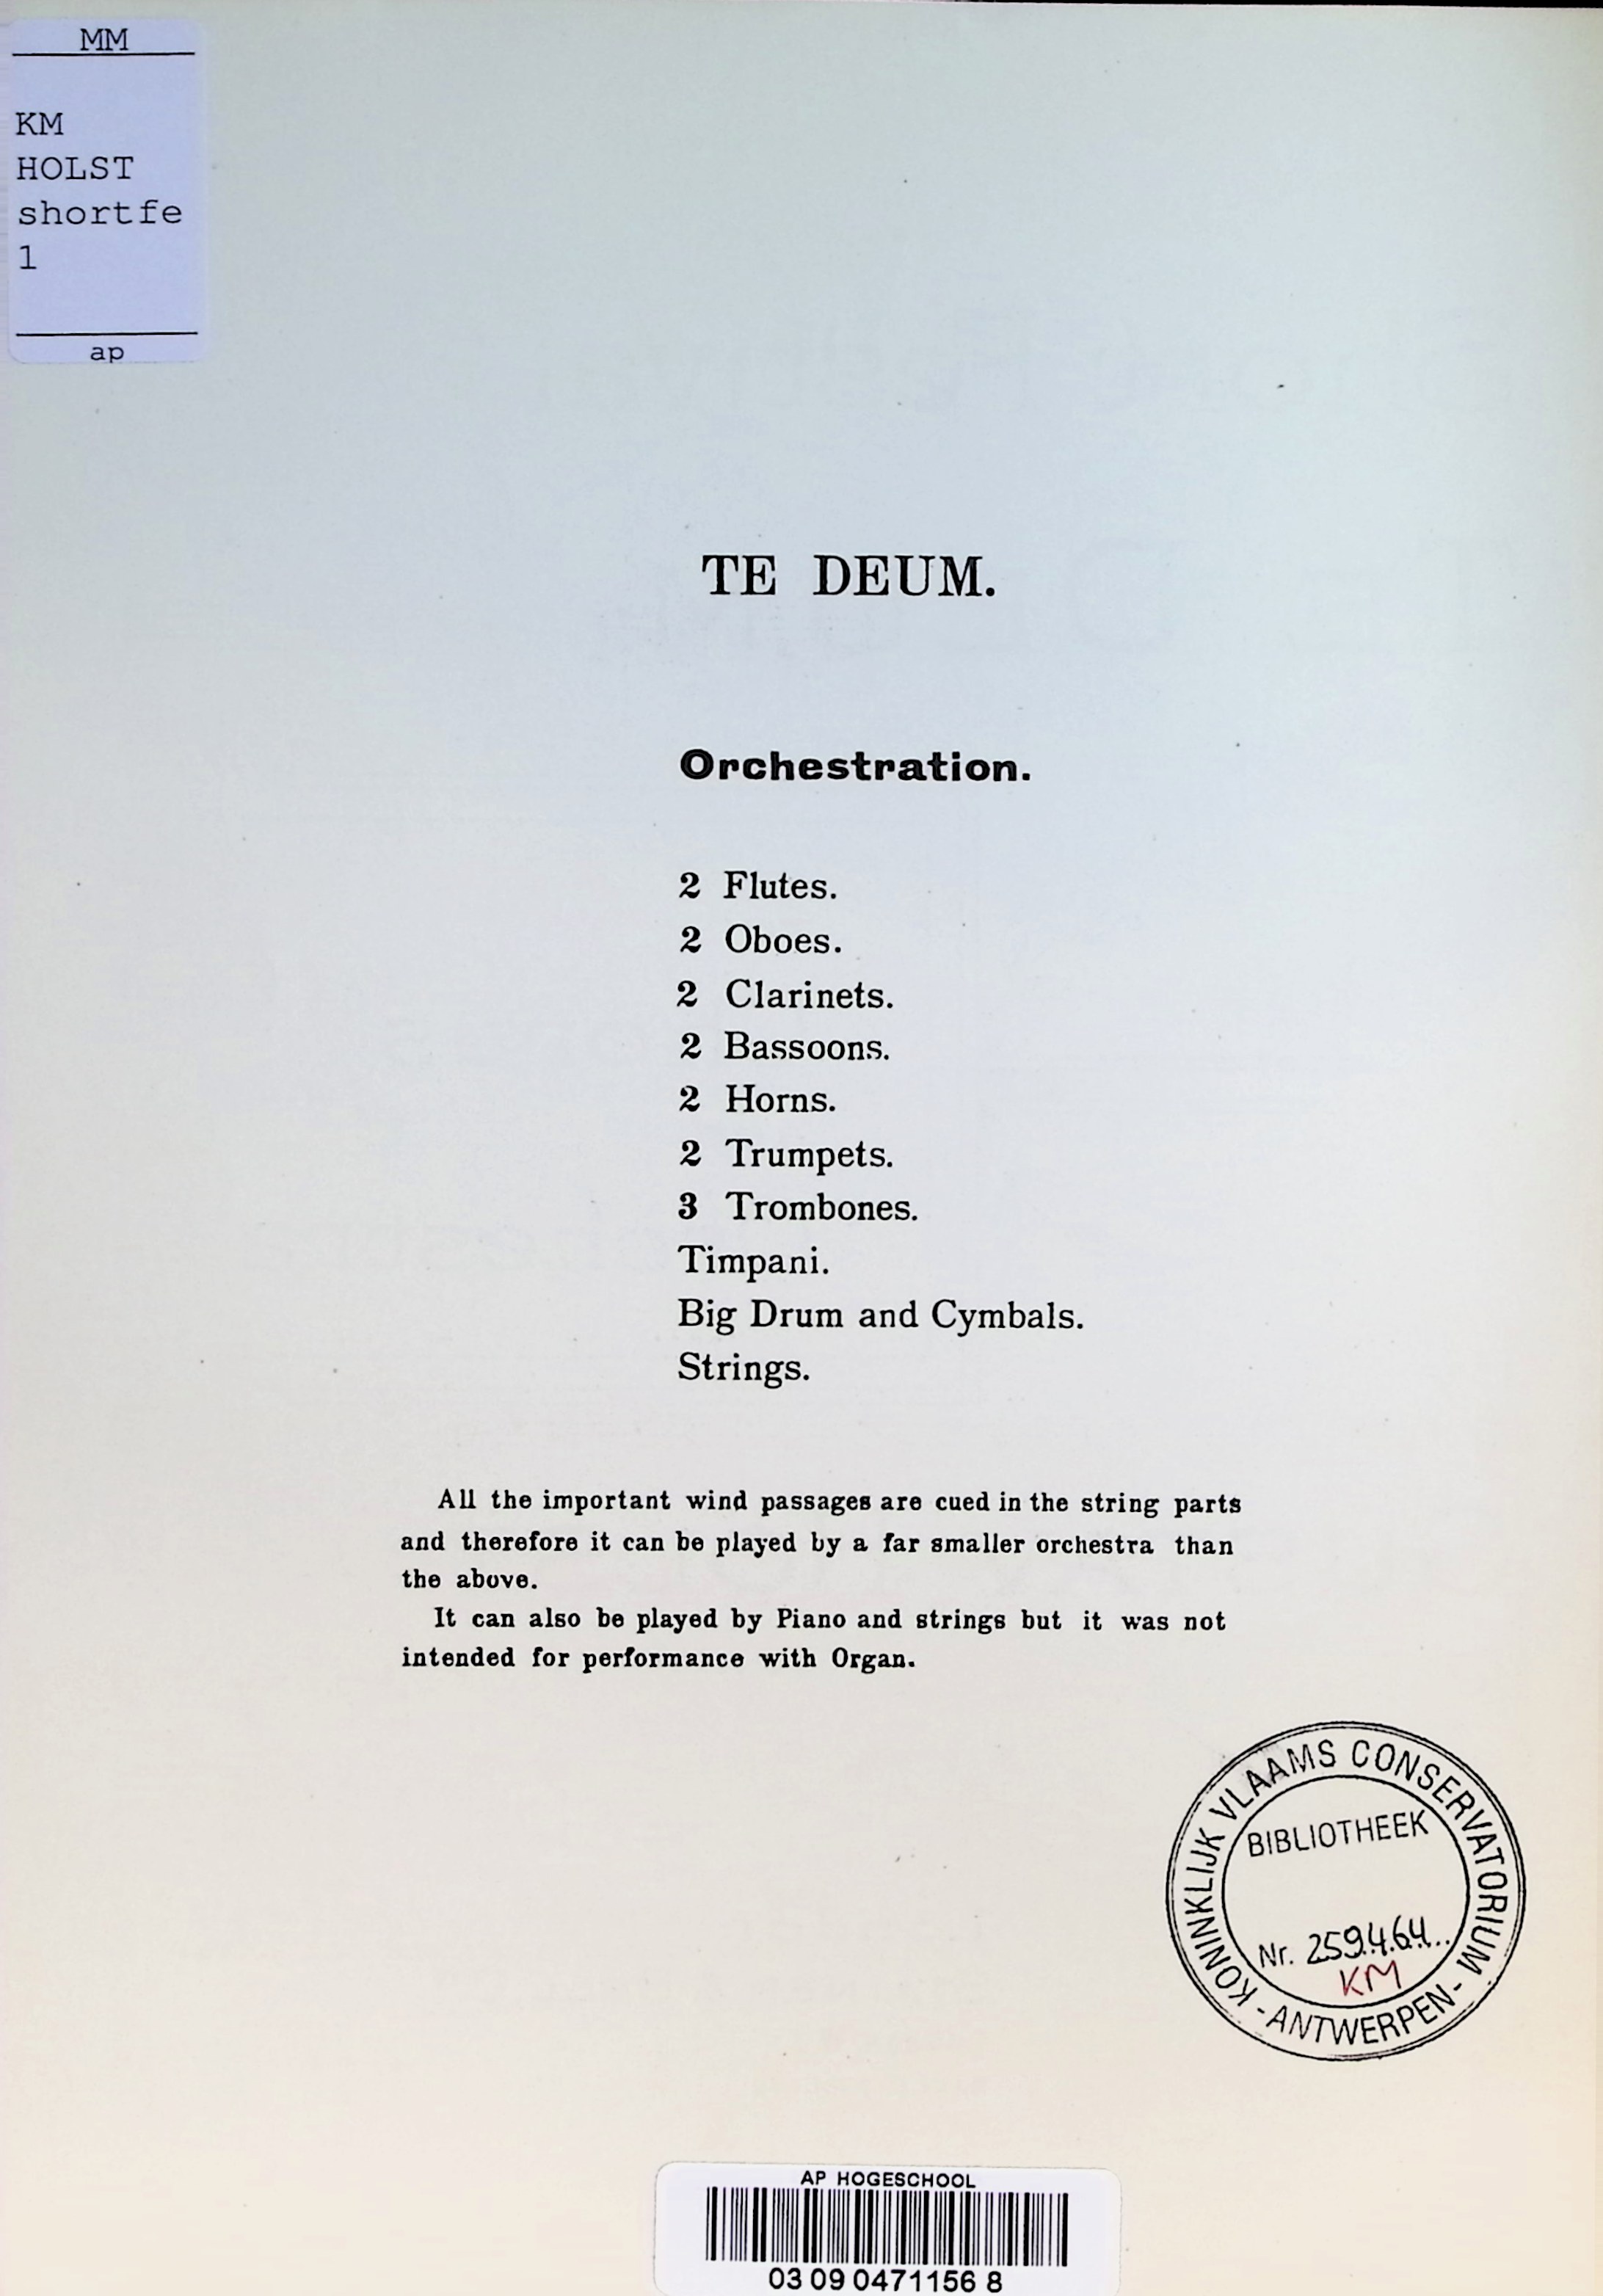 MM
KM
HOLST
shortfe
1
ap
TE DEUM.
Orchestration.
2 Flutes.
2 Oboes.
2 Clarinets.
2 Bassoons.
2 Horns.
2 Trumpets.
3 Trombones.
Timpani.
Big Drum and Cymbals.
Strings.
All the important wind passages are cued in the string parts
and therefore it can be played by a far smaller orchestra than
the above.
It can also be played by Piano and strings but it was not
intended for performance with Organ.
KONINKLIJK VLAAMS CONSERVATORIUM
- ANTWERPEN -
BIBLIOTHEEK
Nr. 259.464
KM
AP HOGESCHOOL
03 09 0471156 8